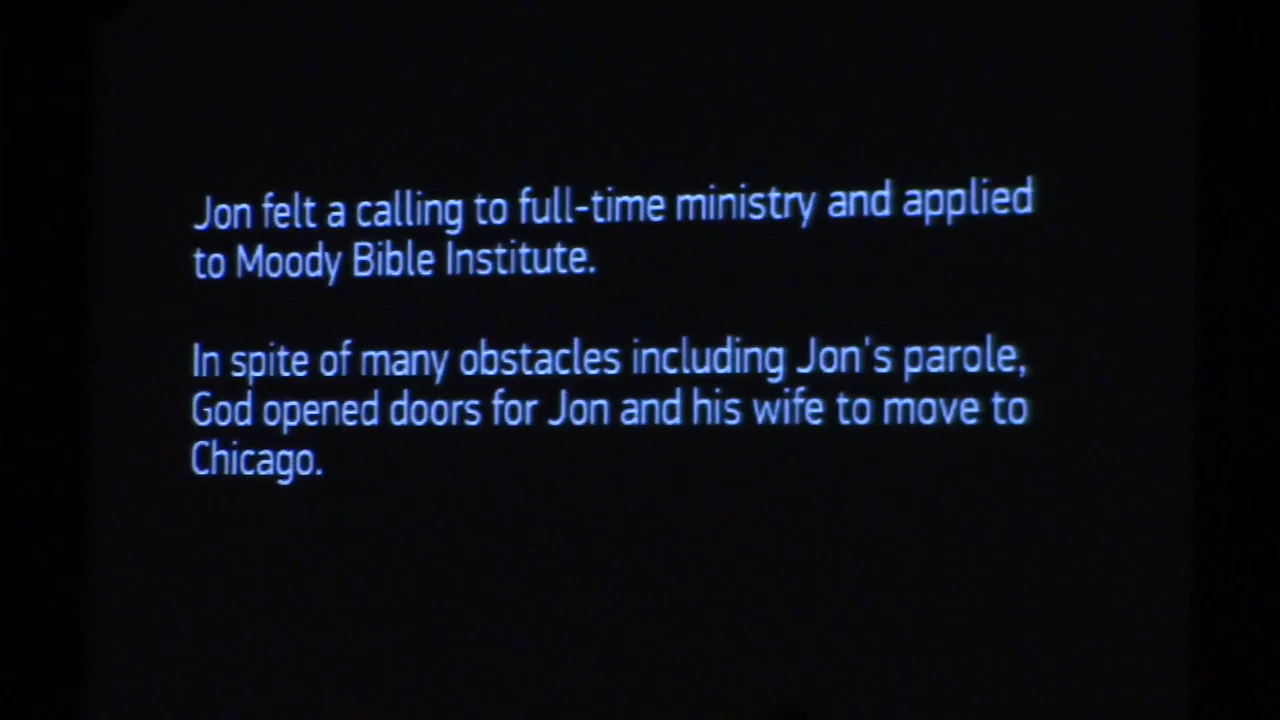 Jon felt a calling to full-time ministry and applied
to Moody Bible Institute.
In spite of many obstacles including Jon's parole,
God opened doors for Jon and his wife to move to
Chicago.